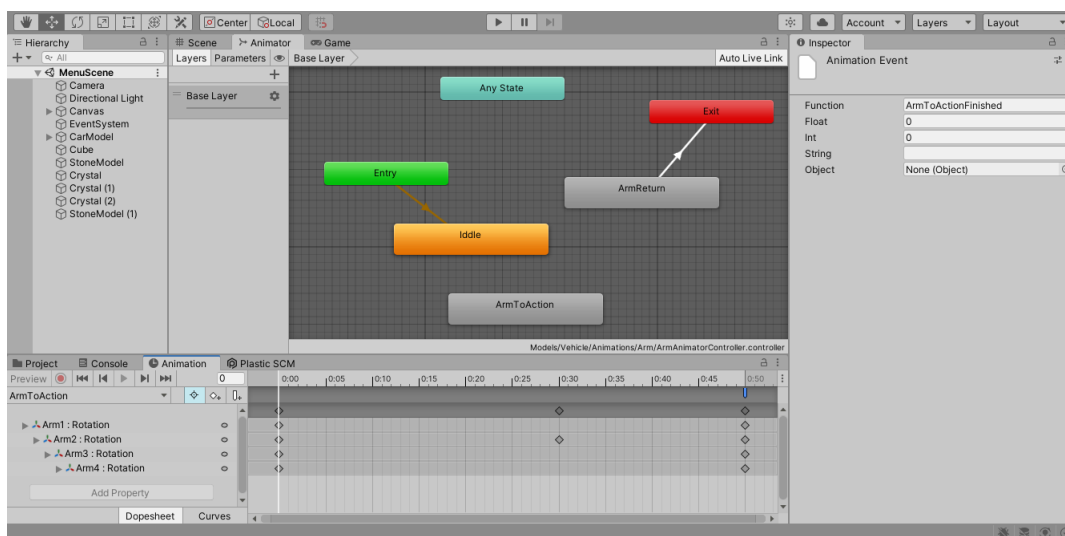 Center Local Account Layers Layout
Hierarchy Scene Animator Game Inspector
All Layers Parameters Base Layer Auto Live Link Animation Event
MenuScene
Camera
Directional Light
Canvas
EventSystem
CarModel
Cube
StoneModel
Crystal
Crystal (1)
Crystal (2)
StoneModel (1)
Base Layer
Any State
Exit
Entry
ArmReturn
Iddle
ArmToAction
Models/Vehicle/Animations/Arm/ArmAnimatorController.controller
Function ArmToActionFinished
Float 0
Int 0
String
Object None (Object)
Project Console Animation Plastic SCM
Preview 0 0:00 0:05 0:10 0:15 0:20 0:25 0:30 0:35 0:40 0:45 0:50
ArmToAction
Arm1 : Rotation
Arm2 : Rotation
Arm3 : Rotation
Arm4 : Rotation
Add Property
Dopesheet Curves